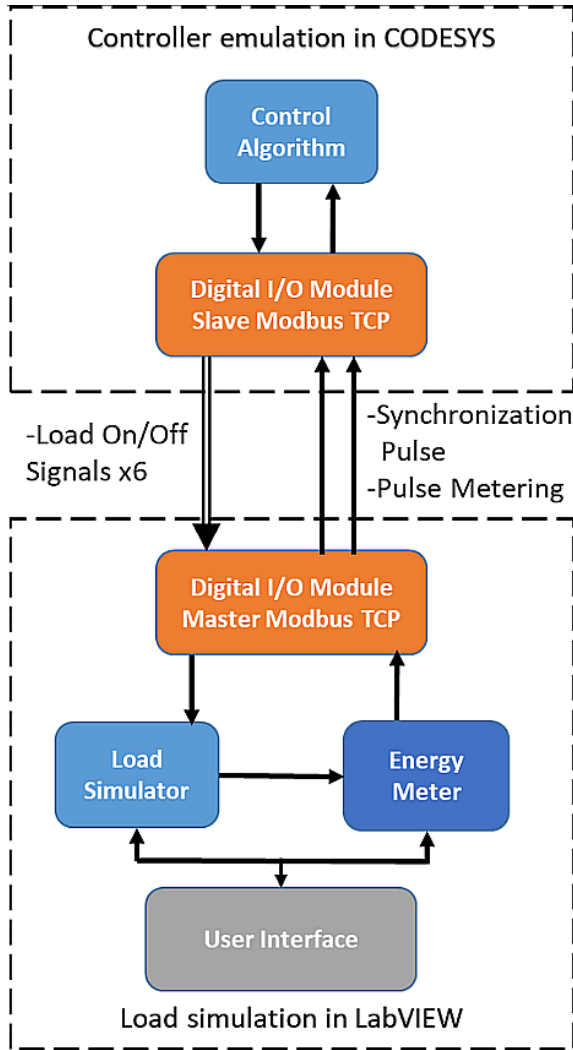 Controller emulation in CODESYS
Control
Algorithm
Digital I/O Module
Slave Modbus TCP
-Load On/Off
Signals x6
-Synchronization
Pulse
-Pulse Metering
Digital I/O Module
Master Modbus TCP
Load
Simulator
Energy
Meter
User Interface
Load simulation in LabVIEW